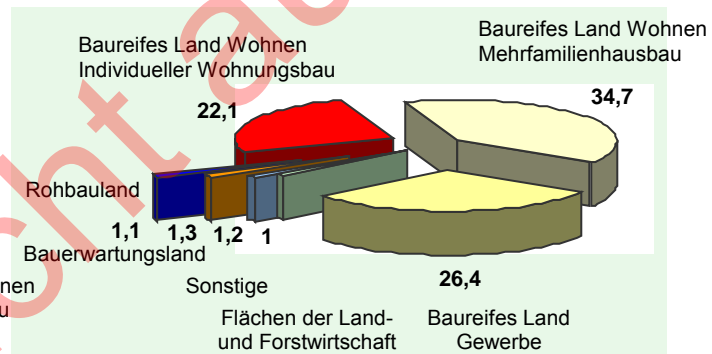 Baureifes Land Wohnen
Individueller Wohnungsbau
Baureifes Land Wohnen
Mehrfamilienhausbau
22,1
34,7
Rohbauland
1,1 1,3 1,2 1
Bauerwartungsland
26,4
Sonstige
Flächen der Land-
und Forstwirtschaft
Baureifes Land
Gewerbe